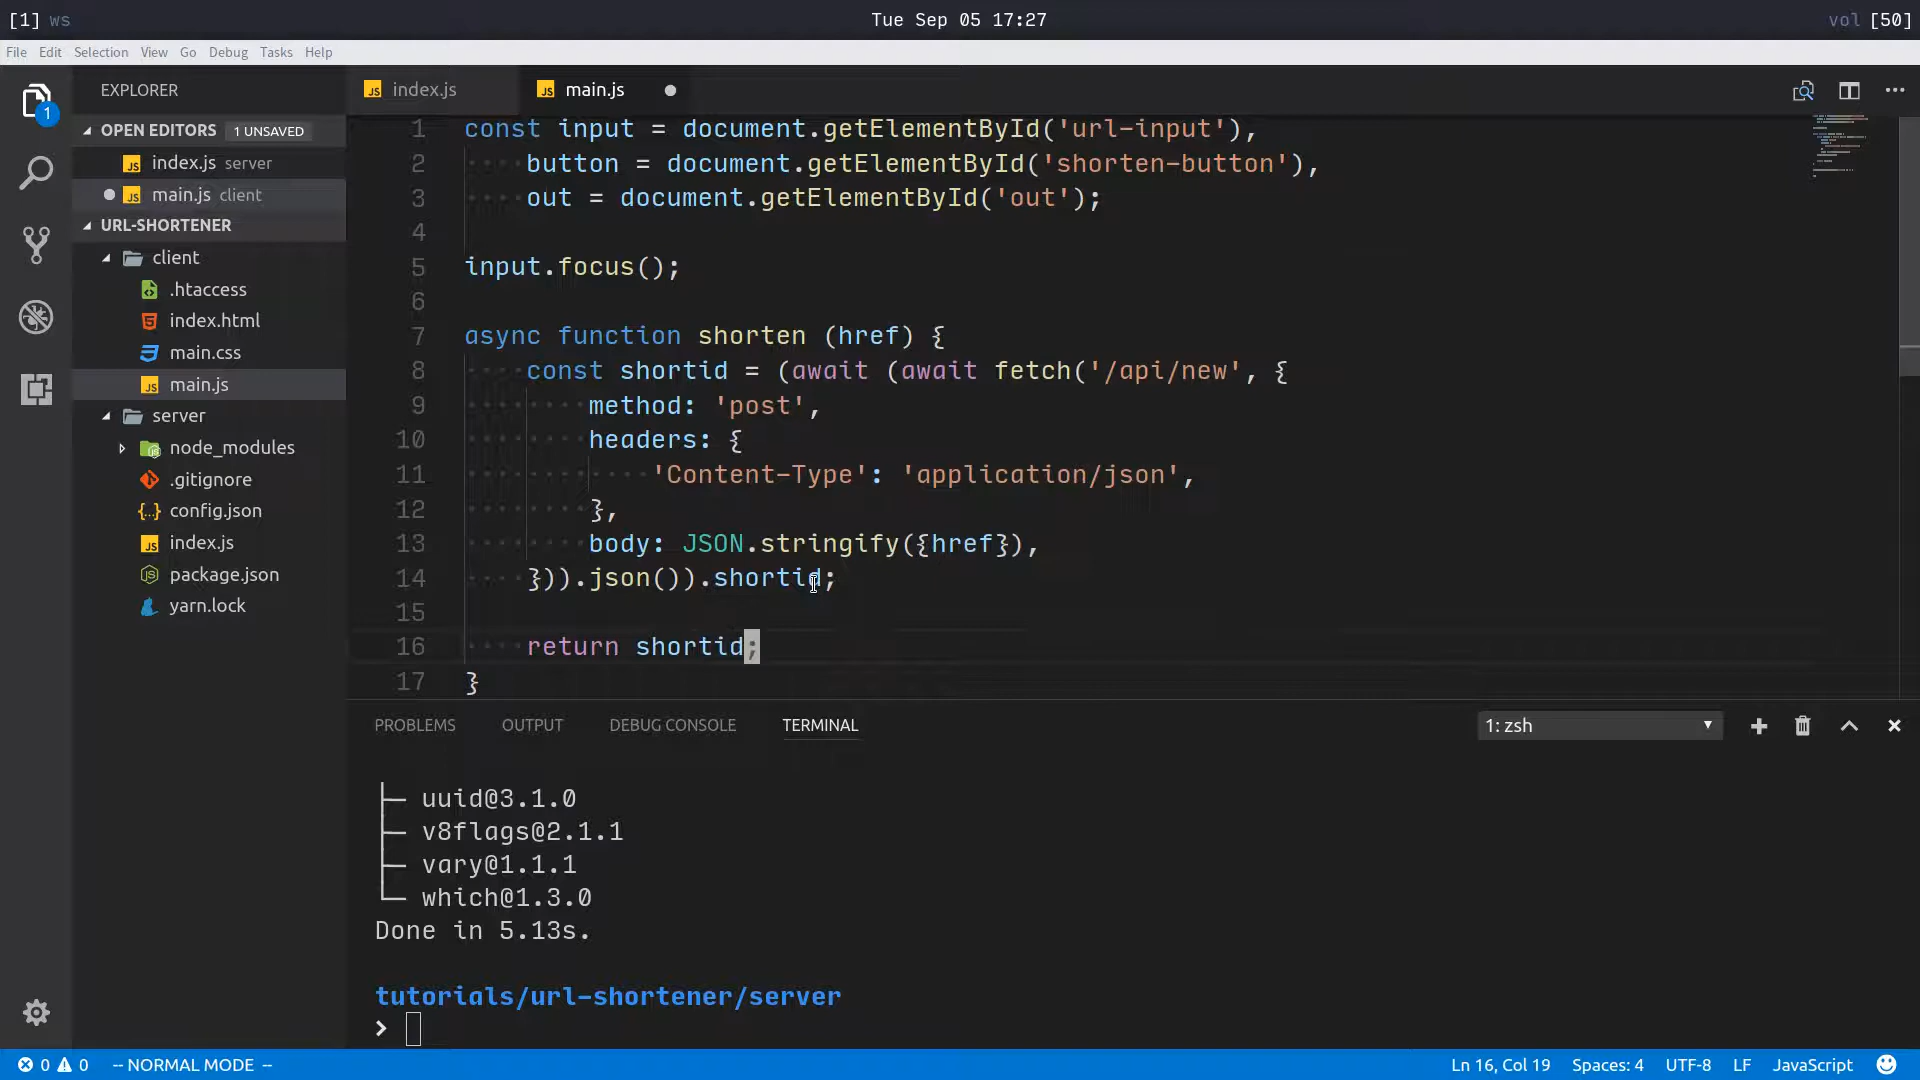 [1] ws
Tue Sep 05 17:27
vol [50]
File Edit Selection View Go Debug Tasks Help
EXPLORER
OPEN EDITORS 1 UNSAVED
index.js server
main.js client
URL-SHORTENER
client
.htaccess
index.html
main.css
main.js
server
node_modules
.gitignore
config.json
index.js
package.json
yarn.lock
1
index.js
main.js
1 const input = document.getElementById('url-input'),
2 button = document.getElementById('shorten-button'),
3 out = document.getElementById('out');
4
5 input.focus();
6
7 async function shorten (href) {
8 const shortid = (await (await fetch('/api/new', {
9 method: 'post',
10 headers: {
11 'Content-Type': 'application/json',
12 },
13 body: JSON.stringify({href}),
14 })).json()).shortid;
15
16 return shortid;
17 }
PROBLEMS OUTPUT DEBUG CONSOLE TERMINAL
1: zsh
├─ uuid@3.1.0
├─ v8flags@2.1.1
├─ vary@1.1.1
└─ which@1.3.0
Done in 5.13s.
tutorials/url-shortener/server
❯
0 0 -- NORMAL MODE --
Ln 16, Col 19 Spaces: 4 UTF-8 LF JavaScript